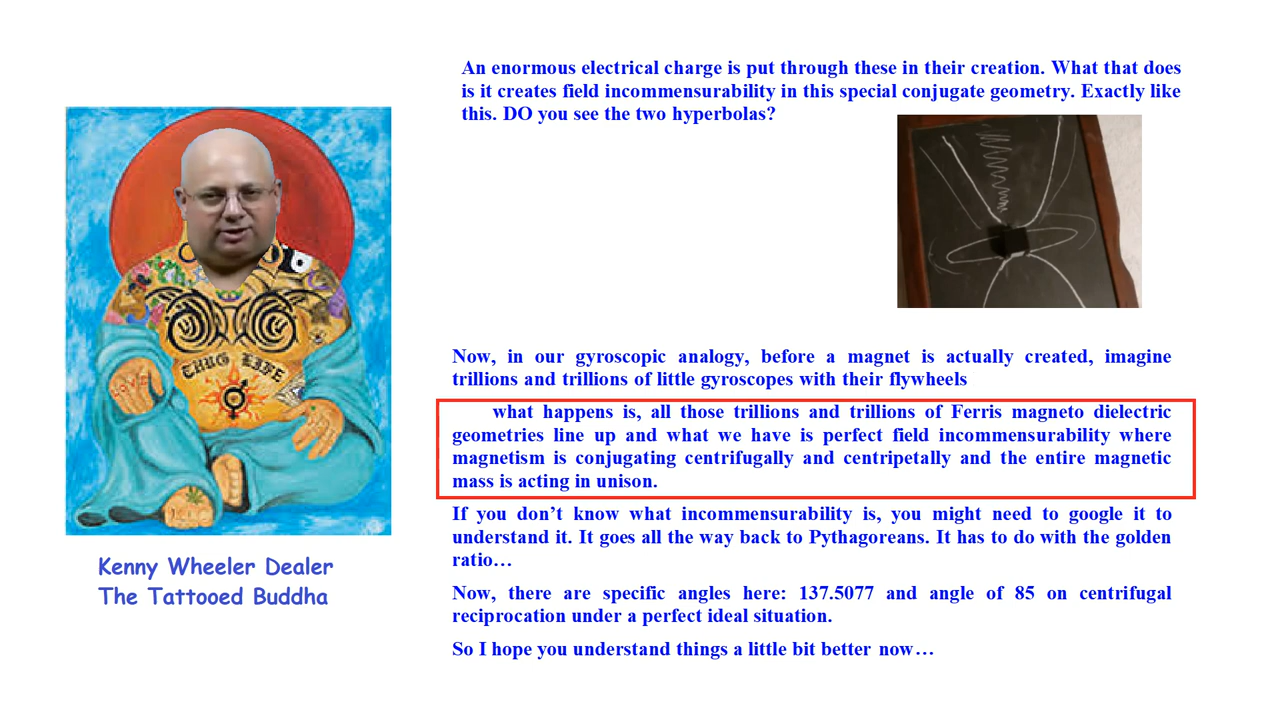 An enormous electrical charge is put through these in their creation. What that does
is it creates field incommensurability in this special conjugate geometry. Exactly like
this. DO you see the two hyperbolas?
THUG LIFE
Now, in our gyroscopic analogy, before a magnet is actually created, imagine
trillions and trillions of little gyroscopes with their flywheels
what happens is, all those trillions and trillions of Ferris magneto dielectric
geometries line up and what we have is perfect field incommensurability where
magnetism is conjugating centrifugally and centripetally and the entire magnetic
mass is acting in unison.
If you don’t know what incommensurability is, you might need to google it to
understand it. It goes all the way back to Pythagoreans. It has to do with the golden
ratio…
Now, there are specific angles here: 137.5077 and angle of 85 on centrifugal
reciprocation under a perfect ideal situation.
So I hope you understand things a little bit better now…
Kenny Wheeler Dealer
The Tattooed Buddha